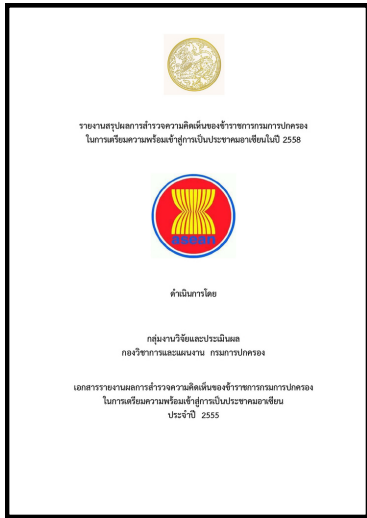 รายงานสรุปผลการสำรวจความคิดเห็นของข้าราชการกรมการปกครอง
ในการเตรียมความพร้อมเข้าสู่การเป็นประชาคมอาเซียนในปี 2558
asean
ดำเนินการโดย
กลุ่มงานวิจัยและประเมินผล
กองวิชาการและแผนงาน กรมการปกครอง
เอกสารรายงานผลการสำรวจความคิดเห็นของข้าราชการกรมการปกครอง
ในการเตรียมความพร้อมเข้าสู่การเป็นประชาคมอาเซียน
ประจำปี 2555